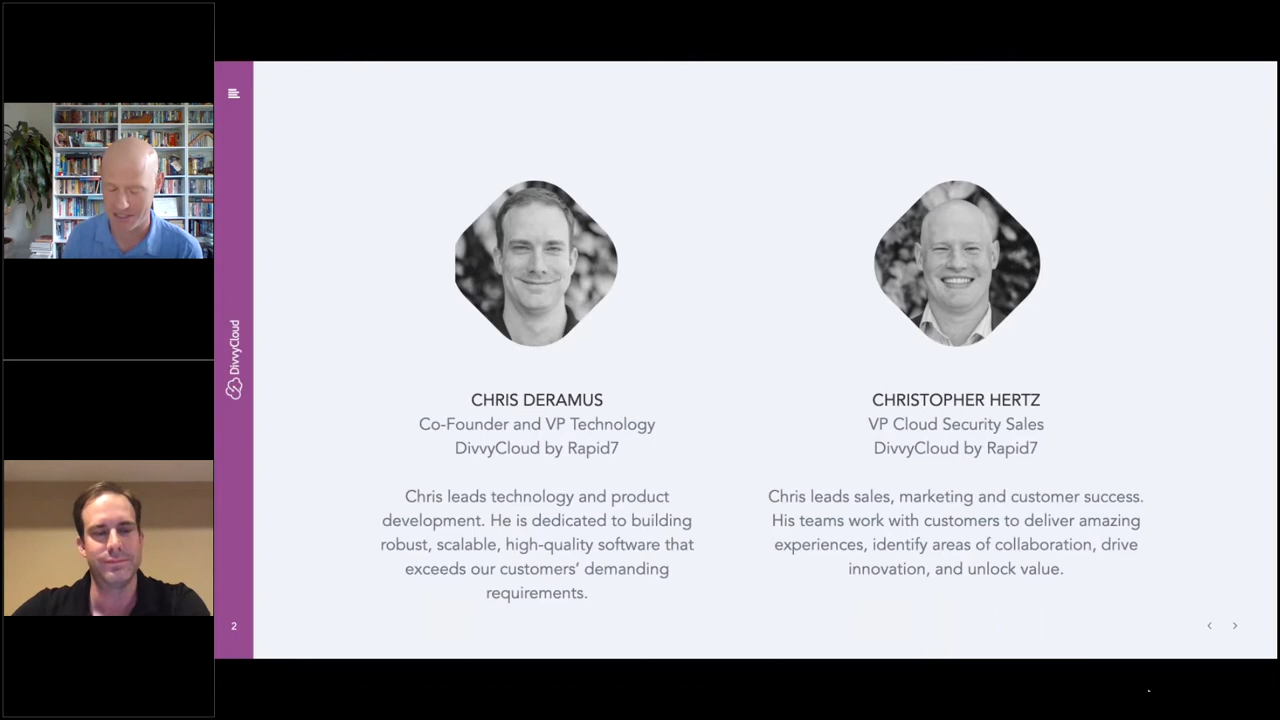 DivvyCloud
2
CHRIS DERAMUS
Co-Founder and VP Technology
DivvyCloud by Rapid7
Chris leads technology and product
development. He is dedicated to building
robust, scalable, high-quality software that
exceeds our customers’ demanding
requirements.
CHRISTOPHER HERTZ
VP Cloud Security Sales
DivvyCloud by Rapid7
Chris leads sales, marketing and customer success.
His teams work with customers to deliver amazing
experiences, identify areas of collaboration, drive
innovation, and unlock value.